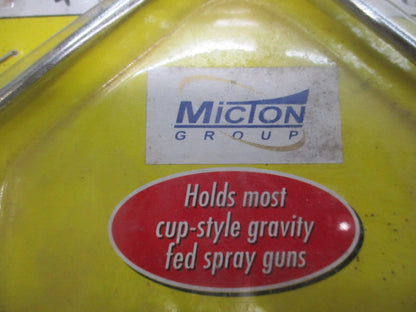 MICTON
GROUP
Holds most
cup-style gravity
fed spray guns